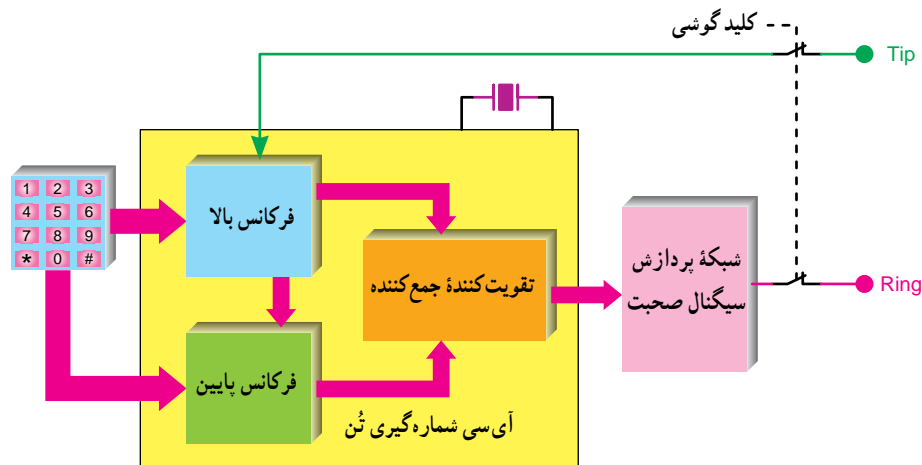 کلید گوشی
Tip
1 2 3
4 5 6
7 8 9
* 0 #
فرکانس بالا
تقویت‌کنندهٔ جمع‌کننده
شبکهٔ پردازش
سیگنال صحبت
Ring
فرکانس پایین
آی‌سی شماره‌گیری تُن